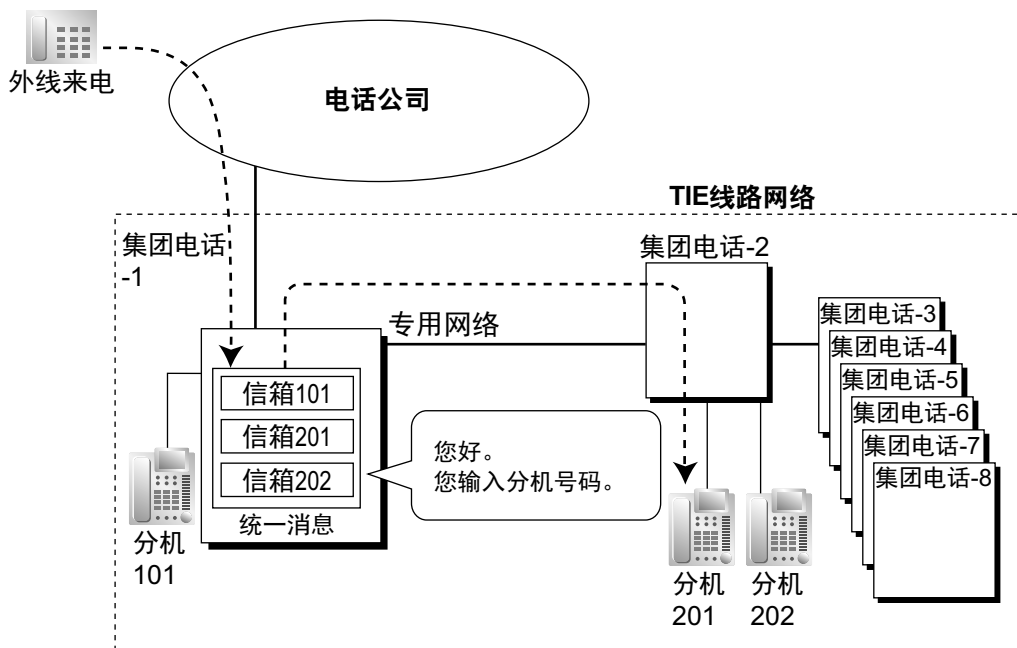 外线来电
电话公司
TIE线路网络
集团电话
-1
集团电话-2
专用网络
集团电话-3
集团电话-4
集团电话-5
集团电话-6
集团电话-7
集团电话-8
信箱101
信箱201
信箱202
统一消息
您好。
您输入分机号码。
分机
101
分机
201
分机
202